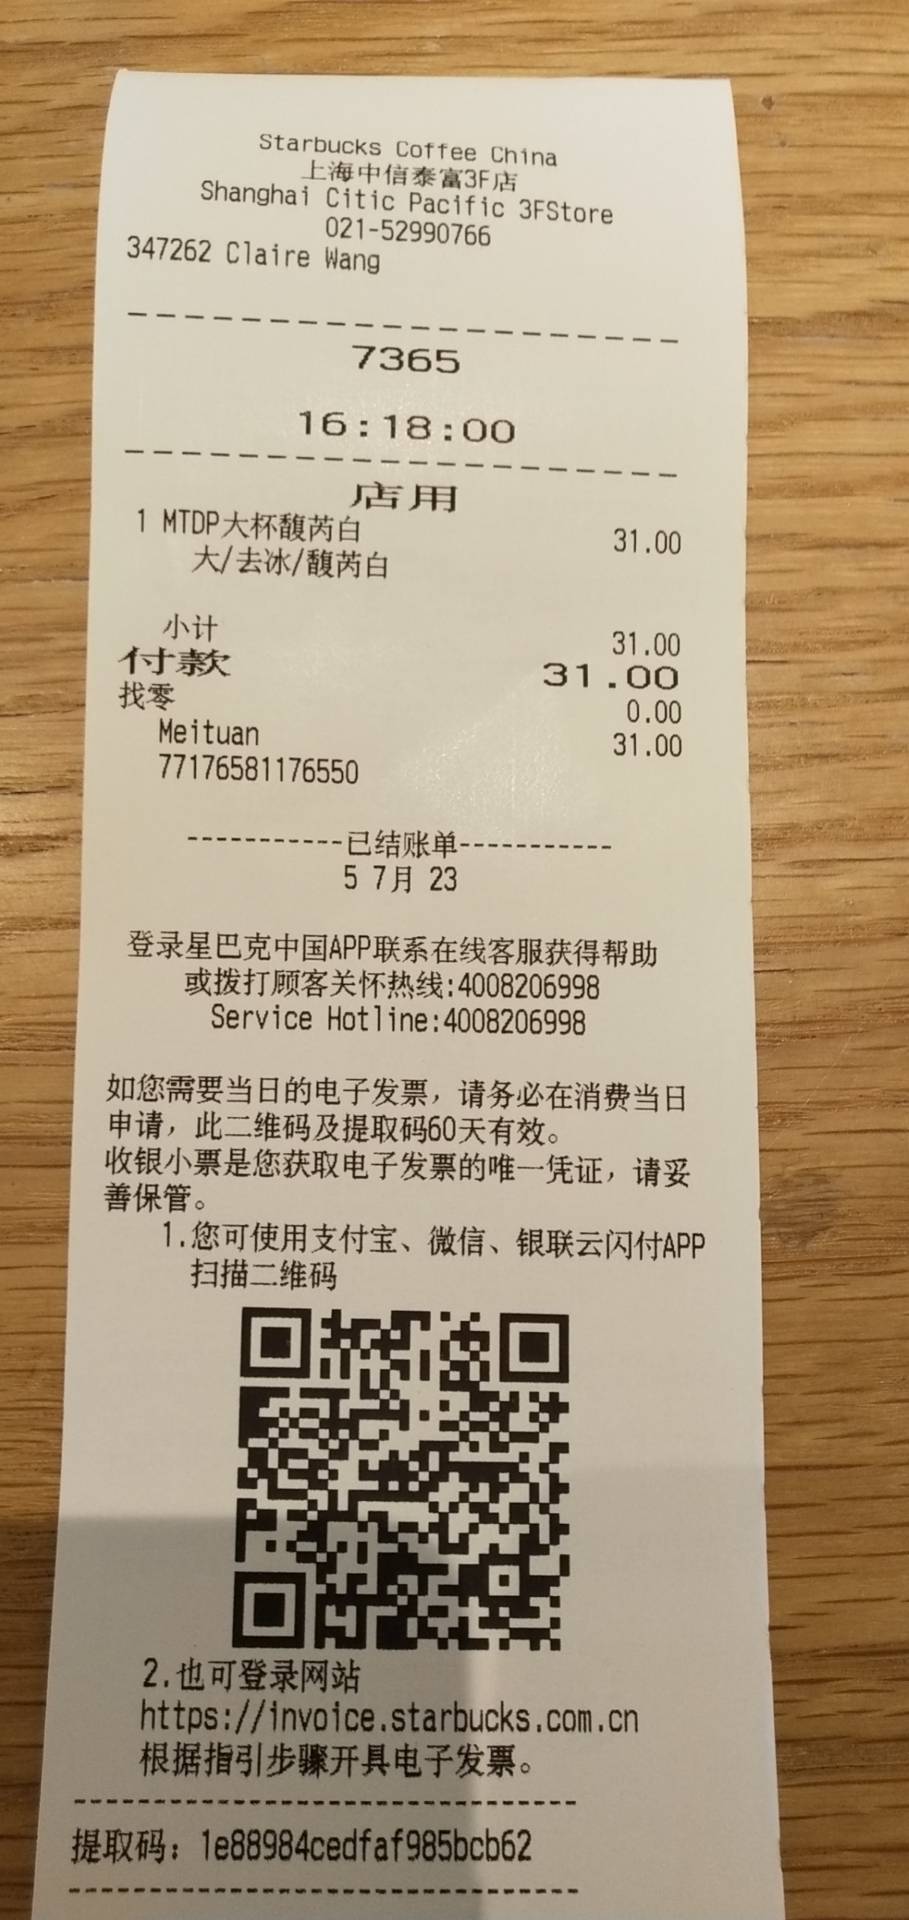 Starbucks Coffee China
上海中信泰富3F店
Shanghai Citic Pacific 3FStore
021-52990766
347262 Claire Wang
7365
16:18:00
店用
1 MTDP大杯馥芮白 31.00
大/去冰/馥芮白
小计 31.00
付款 31.00
找零 0.00
Meituan 31.00
77176581176550
-----------已结账单-----------
5 7月 23
登录星巴克中国APP联系在线客服获得帮助
或拨打顾客关怀热线:4008206998
Service Hotline:4008206998
如您需要当日的电子发票，请务必在消费当日
申请，此二维码及提取码60天有效。
收银小票是您获取电子发票的唯一凭证，请妥
善保管。
1.您可使用支付宝、微信、银联云闪付APP
扫描二维码
2.也可登录网站
https://invoice.starbucks.com.cn
根据指引步骤开具电子发票。
提取码：1e88984cedfaf985bcb62